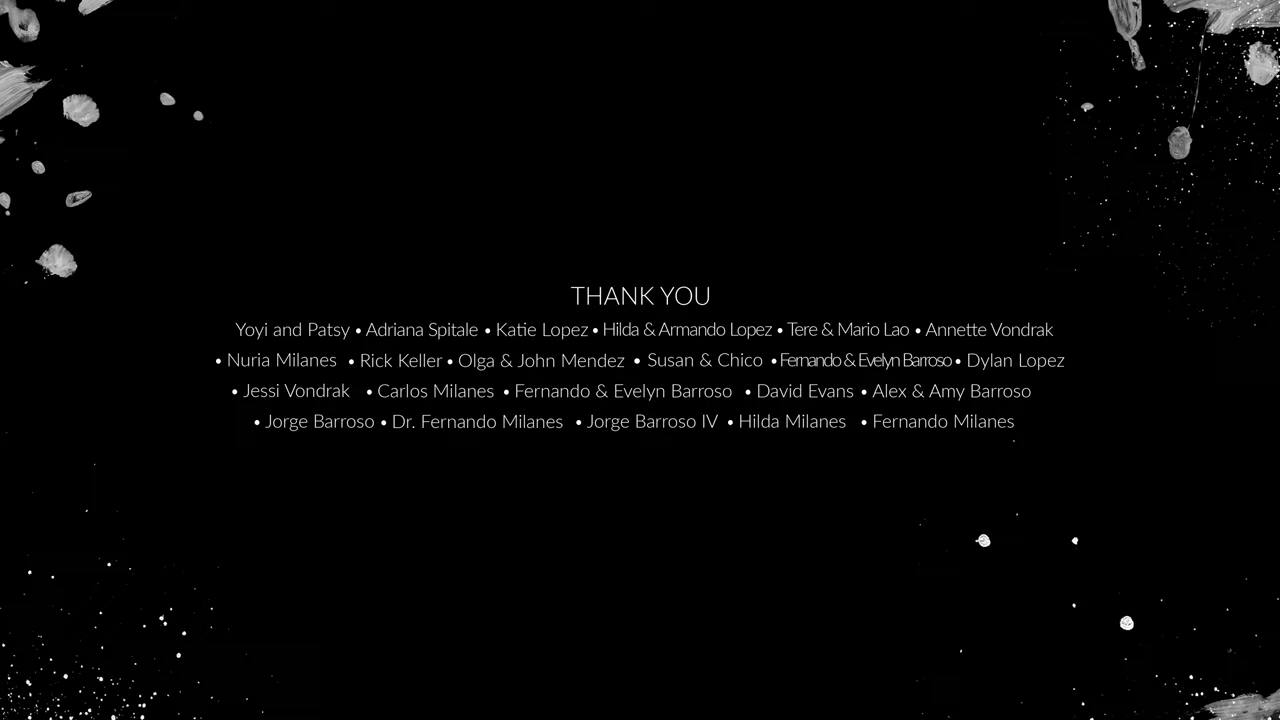 THANK YOU
Yoyi and Patsy • Adriana Spitale • Katie Lopez • Hilda & Armando Lopez • Tere & Mario Lao • Annette Vondrak
• Nuria Milanes • Rick Keller • Olga & John Mendez • Susan & Chico • Fernando & Evelyn Barroso • Dylan Lopez
• Jessi Vondrak • Carlos Milanes • Fernando & Evelyn Barroso • David Evans • Alex & Amy Barroso
• Jorge Barroso • Dr. Fernando Milanes • Jorge Barroso IV • Hilda Milanes • Fernando Milanes